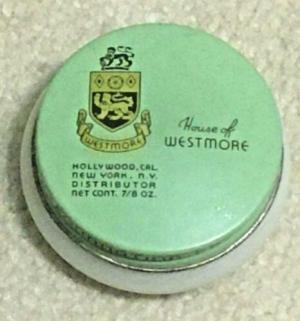 WESTMORE
House of
WESTMORE
HOLLYWOOD, CAL.
NEW YORK, N.Y.
DISTRIBUTOR
NET CONT. 7/8 OZ.